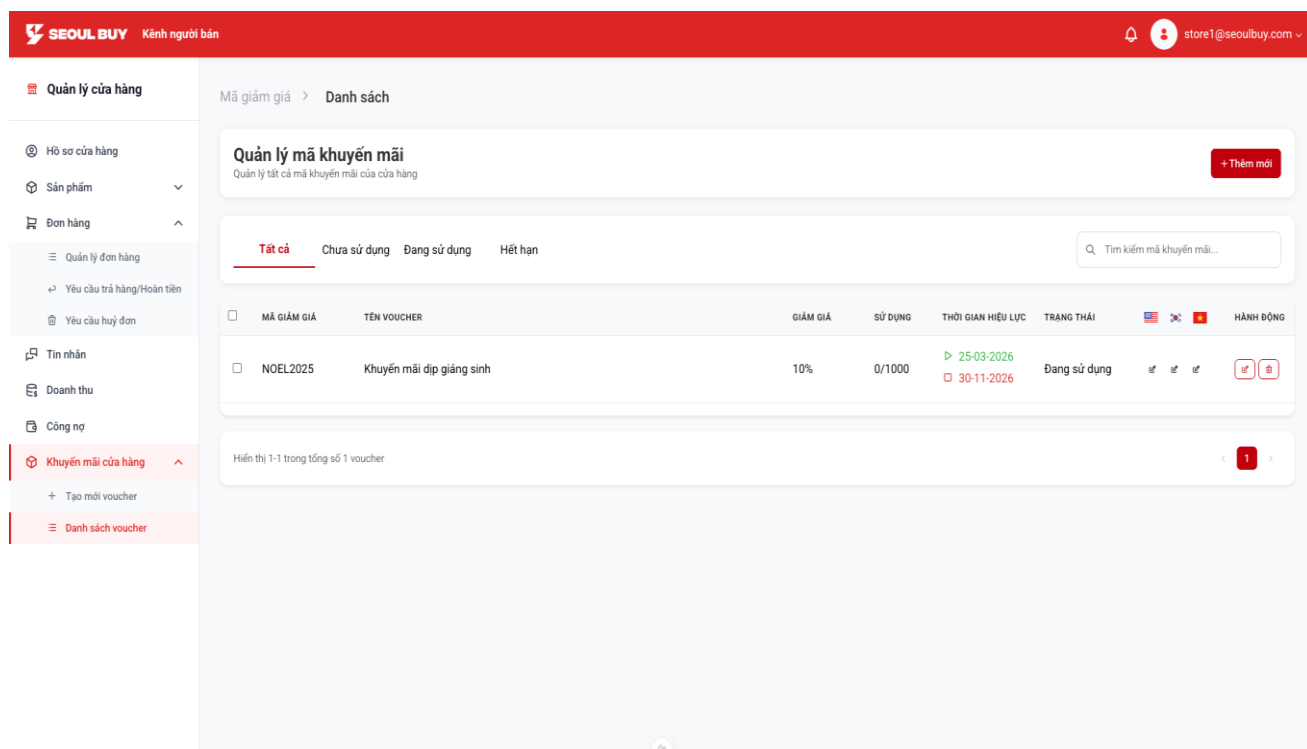 SEOUL BUY Kênh người bán
store1@seoulbuy.com
Quản lý cửa hàng
Hồ sơ cửa hàng
Sản phẩm
Đơn hàng
Quản lý đơn hàng
Yêu cầu trả hàng/Hoàn tiền
Yêu cầu huỷ đơn
Tin nhắn
Doanh thu
Công nợ
Khuyến mãi cửa hàng
Tạo mới voucher
Danh sách voucher
Mã giảm giá > Danh sách
Quản lý mã khuyến mãi
Quản lý tất cả mã khuyến mãi của cửa hàng
+ Thêm mới
Tất cả Chưa sử dụng Đang sử dụng Hết hạn
Tìm kiếm mã khuyến mãi...
MÃ GIẢM GIÁ TÊN VOUCHER GIẢM GIÁ SỬ DỤNG THỜI GIAN HIỆU LỰC TRẠNG THÁI HÀNH ĐỘNG
NOEL2025 Khuyến mãi dịp giáng sinh 10% 0/1000 25-03-2026 Đang sử dụng
30-11-2026
Hiển thị 1-1 trong tổng số 1 voucher
< 1 >